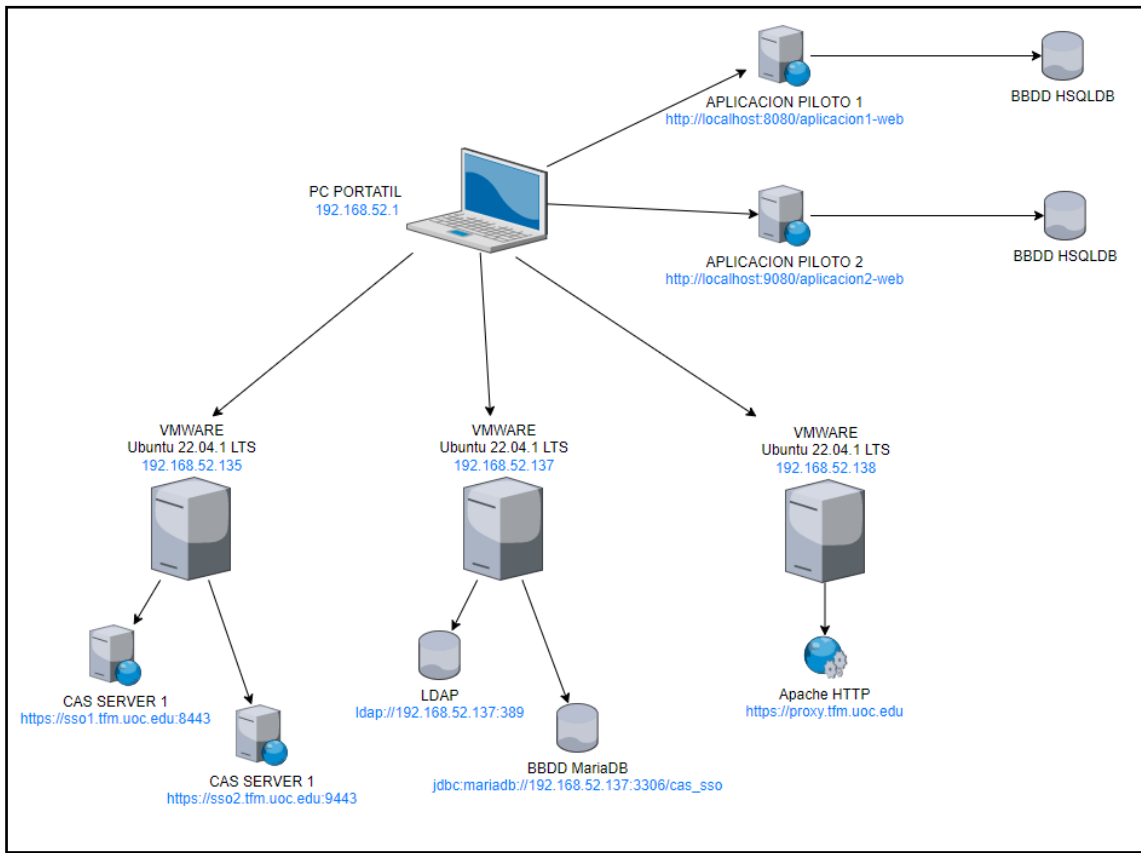 APLICACION PILOTO 1
http://localhost:8080/aplicacion1-web
BBDD HSQLDB
PC PORTATIL
192.168.52.1
APLICACION PILOTO 2
http://localhost:9080/aplicacion2-web
BBDD HSQLDB
VMWARE
Ubuntu 22.04.1 LTS
192.168.52.135
VMWARE
Ubuntu 22.04.1 LTS
192.168.52.137
VMWARE
Ubuntu 22.04.1 LTS
192.168.52.138
CAS SERVER 1
https://sso1.tfm.uoc.edu:8443
CAS SERVER 1
https://sso2.tfm.uoc.edu:9443
LDAP
ldap://192.168.52.137:389
BBDD MariaDB
jdbc:mariadb://192.168.52.137:3306/cas_sso
Apache HTTP
https://proxy.tfm.uoc.edu